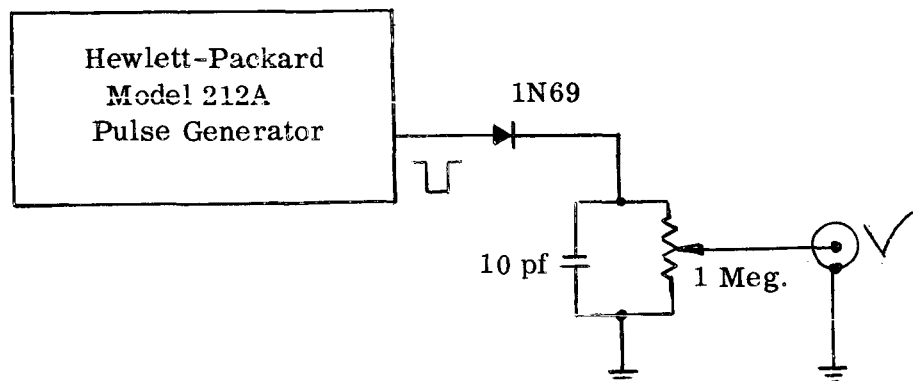 Hewlett-Packard
Model 212A
Pulse Generator
1N69
10 pf
1 Meg.